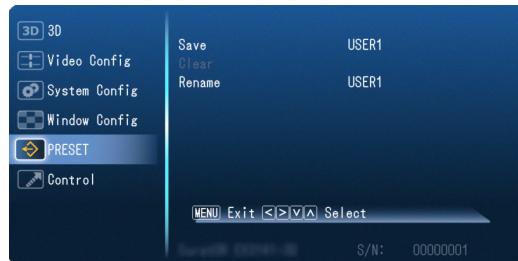 3D 3D
Video Config
System Config
Window Config
PRESET
Control
Save USER1
Clear
Rename USER1
MENU Exit <>∨∧ Select
S/N: 00000001